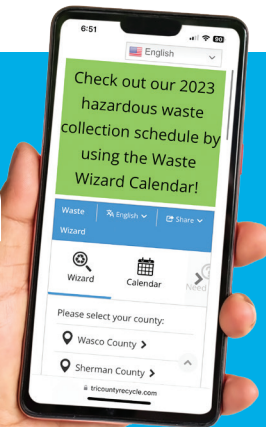 6:51
90
English
Check out our 2023
hazardous waste
collection schedule by
using the Waste
Wizard Calendar!
Waste
Wizard
English
Share
Wizard
Calendar
Need
Please select your county:
Wasco County
Sherman County
tricountyrecycle.com